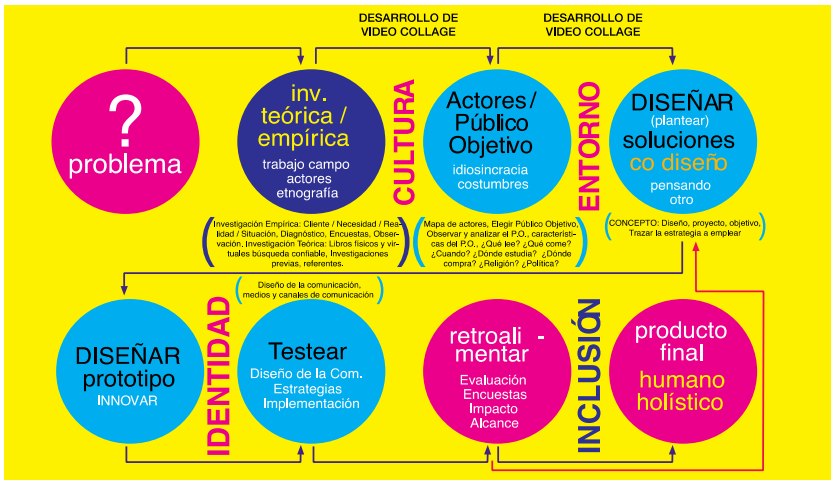 DESARROLLO DE
VIDEO COLLAGE
DESARROLLO DE
VIDEO COLLAGE
?
problema
inv.
teórica /
empírica
trabajo campo
actores
etnografía
CULTURA
Actores /
Público
Objetivo
idiosincracia
costumbres
ENTORNO
DISEÑAR
(plantear)
soluciones
co diseño
pensando
otro
(Investigación Empírica: Cliente / Necesidad / Rea-
lidad / Situación, Diagnóstico, Encuestas, Obser-
vación, Investigación Teórica: Libros físicos y vir-
tuales búsqueda confiable, Investigaciones
previas, referentes.)
(Mapa de actores, Elegir Público Objetivo,
Observar y analizar el P.O., característi-
cas del P.O., ¿Qué lee? ¿Qué come?
¿Cuando? ¿Dónde estudia? ¿Dónde
compra? ¿Religión? ¿Política?)
(CONCEPTO: Diseño, proyecto, objetivo,
Trazar la estrategia a emplear)
DISEÑAR
prototipo
INNOVAR
IDENTIDAD
(Diseño de la comunicación,
medios y canales de comunicación)
Testear
Diseño de la Com.
Estrategias
Implementación
retroali -
mentar
Evaluación
Encuestas
Impacto
Alcance
INCLUSIÓN
producto
final
humano
holístico